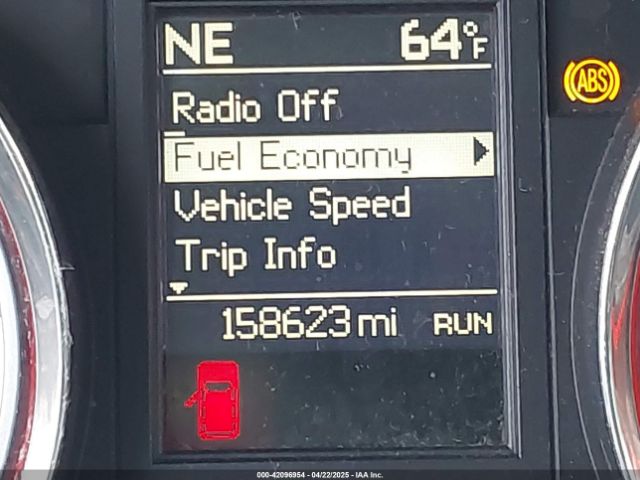 NE 64°F
ABS
Radio Off
Fuel Economy
Vehicle Speed
Trip Info
158623 mi RUN
000-42096954 - 04/22/2025 - IAA Inc.